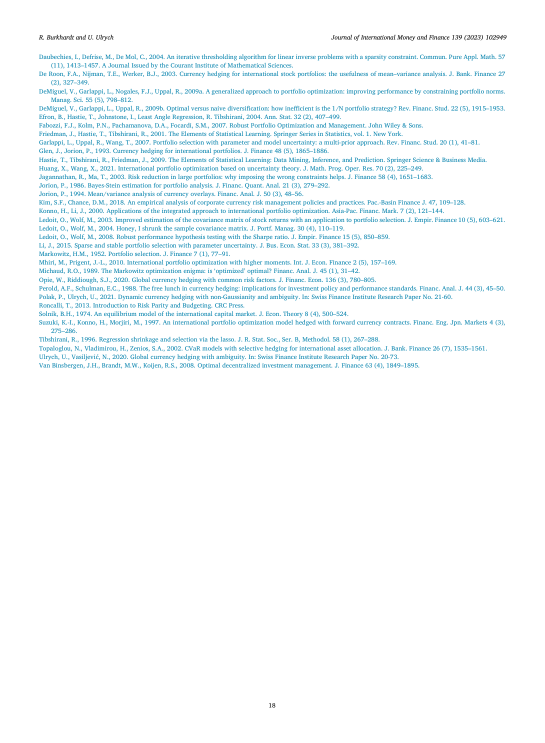 R. Burkhardt and U. Ulrych
Journal of International Money and Finance 139 (2023) 102949
Daubechies, I., Defrise, M., De Mol, C., 2004. An iterative thresholding algorithm for linear inverse problems with a sparsity constraint. Commun. Pure Appl. Math. 57
(11), 1413–1457. A Journal Issued by the Courant Institute of Mathematical Sciences.
De Roon, F.A., Nijman, T.E., Werker, B.J., 2003. Currency hedging for international stock portfolios: the usefulness of mean–variance analysis. J. Bank. Finance 27
(2), 327–349.
DeMiguel, V., Garlappi, L., Nogales, F.J., Uppal, R., 2009a. A generalized approach to portfolio optimization: improving performance by constraining portfolio norms.
Manag. Sci. 55 (5), 798–812.
DeMiguel, V., Garlappi, L., Uppal, R., 2009b. Optimal versus naive diversification: how inefficient is the 1/N portfolio strategy? Rev. Financ. Stud. 22 (5), 1915–1953.
Efron, B., Hastie, T., Johnstone, I., Least Angle Regression, R. Tibshirani, 2004. Ann. Stat. 32 (2), 407–499.
Fabozzi, F.J., Kolm, P.N., Pachamanova, D.A., Focardi, S.M., 2007. Robust Portfolio Optimization and Management. John Wiley & Sons.
Friedman, J., Hastie, T., Tibshirani, R., 2001. The Elements of Statistical Learning. Springer Series in Statistics, vol. 1. New York.
Garlappi, L., Uppal, R., Wang, T., 2007. Portfolio selection with parameter and model uncertainty: a multi-prior approach. Rev. Financ. Stud. 20 (1), 41–81.
Glen, J., Jorion, P., 1993. Currency hedging for international portfolios. J. Finance 48 (5), 1865–1886.
Hastie, T., Tibshirani, R., Friedman, J., 2009. The Elements of Statistical Learning: Data Mining, Inference, and Prediction. Springer Science & Business Media.
Huang, X., Wang, X., 2021. International portfolio optimization based on uncertainty theory. J. Math. Prog. Oper. Res. 70 (2), 225–249.
Jagannathan, R., Ma, T., 2003. Risk reduction in large portfolios: why imposing the wrong constraints helps. J. Finance 58 (4), 1651–1683.
Jorion, P., 1986. Bayes-Stein estimation for portfolio analysis. J. Financ. Quant. Anal. 21 (3), 279–292.
Jorion, P., 1994. Mean/variance analysis of currency overlays. Financ. Anal. J. 50 (3), 48–56.
Kim, S.F., Chance, D.M., 2018. An empirical analysis of corporate currency risk management policies and practices. Pac.-Basin Finance J. 47, 109–128.
Konno, H., Li, J., 2000. Applications of the integrated approach to international portfolio optimization. Asia-Pac. Financ. Mark. 7 (2), 121–144.
Ledoit, O., Wolf, M., 2003. Improved estimation of the covariance matrix of stock returns with an application to portfolio selection. J. Empir. Finance 10 (5), 603–621.
Ledoit, O., Wolf, M., 2004. Honey, I shrunk the sample covariance matrix. J. Portf. Manag. 30 (4), 110–119.
Ledoit, O., Wolf, M., 2008. Robust performance hypothesis testing with the Sharpe ratio. J. Empir. Finance 15 (5), 850–859.
Li, J., 2015. Sparse and stable portfolio selection with parameter uncertainty. J. Bus. Econ. Stat. 33 (3), 381–392.
Markowitz, H.M., 1952. Portfolio selection. J. Finance 7 (1), 77–91.
Mhiri, M., Prigent, J.-L., 2010. International portfolio optimization with higher moments. Int. J. Econ. Finance 2 (5), 157–169.
Michaud, R.O., 1989. The Markowitz optimization enigma: is 'optimized' optimal? Financ. Anal. J. 45 (1), 31–42.
Opie, W., Riddiough, S.J., 2020. Global currency hedging with common risk factors. J. Financ. Econ. 136 (3), 780–805.
Perold, A.F., Schulman, E.C., 1988. The free lunch in currency hedging: implications for investment policy and performance standards. Financ. Anal. J. 44 (3), 45–50.
Polak, P., Ulrych, U., 2021. Dynamic currency hedging with non-Gaussianity and ambiguity. In: Swiss Finance Institute Research Paper No. 21-60.
Roncalli, T., 2013. Introduction to Risk Parity and Budgeting. CRC Press.
Solnik, B.H., 1974. An equilibrium model of the international capital market. J. Econ. Theory 8 (4), 500–524.
Suzuki, K.-I., Konno, H., Morjiri, M., 1997. An international portfolio optimization model hedged with forward currency contracts. Financ. Eng. Jpn. Markets 4 (3),
275–286.
Tibshirani, R., 1996. Regression shrinkage and selection via the lasso. J. R. Stat. Soc., Ser. B, Methodol. 58 (1), 267–288.
Topaloglou, N., Vladimirou, H., Zenios, S.A., 2002. CVaR models with selective hedging for international asset allocation. J. Bank. Finance 26 (7), 1535–1561.
Ulrych, U., Vasiljević, N., 2020. Global currency hedging with ambiguity. In: Swiss Finance Institute Research Paper No. 20-73.
Van Binsbergen, J.H., Brandt, M.W., Koijen, R.S., 2008. Optimal decentralized investment management. J. Finance 63 (4), 1849–1895.
18